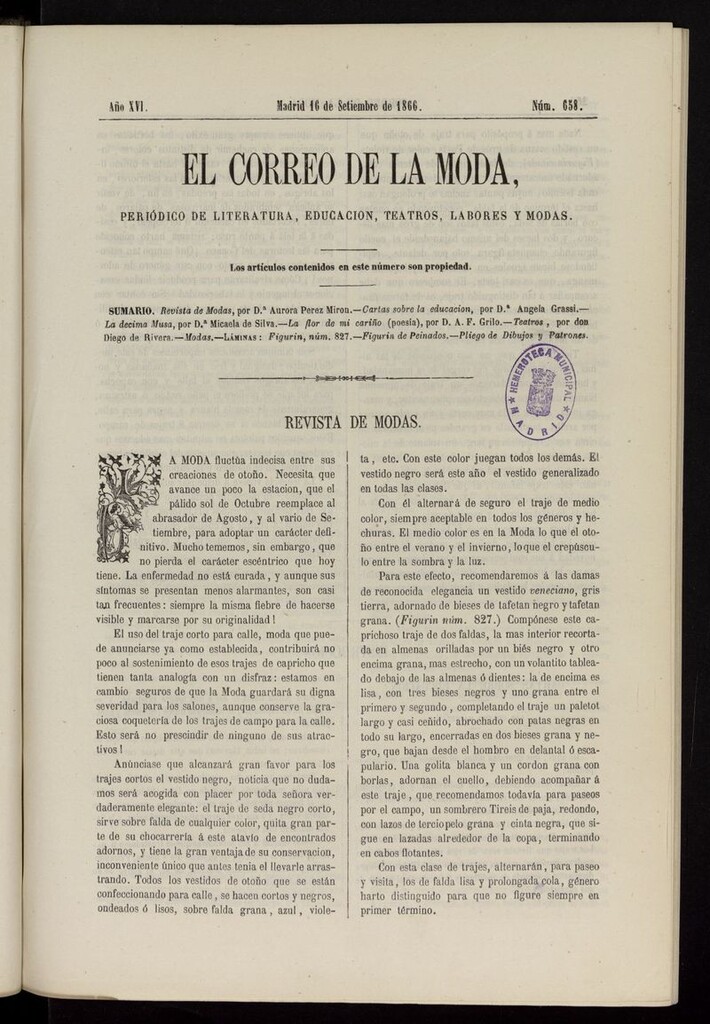 Año XVI.
Madrid 16 de Setiembre de 1866.
Núm. 658.
EL CORREO DE LA MODA,
PERIÓDICO DE LITERATURA, EDUCACION, TEATROS, LABORES Y MODAS.
Los artículos contenidos en este número son propiedad.
SUMARIO. Revista de Modas, por D.ª Aurora Perez Miron.—Cartas sobre la educacion, por D.ª Angela Grassi.—
La decima Musa, por D.ª Micaela de Silva.—La flor de mi cariño (poesía), por D. A. F. Grilo.—Teatros, por don
Diego de Rivera.—Modas.—LÁMINAS: Figurin, núm. 827.—Figurin de Peinados.—Pliego de Dibujos y Patrones.
HEMEROTECA MUNICIPAL
MADRID
REVISTA DE MODAS.
LA MODA fluctúa indecisa entre sus
creaciones de otoño. Necesita que
avance un poco la estacion, que el
pálido sol de Octubre reemplace al
abrasador de Agosto, y al vario de Se-
tiembre, para adoptar un carácter defi-
nitivo. Mucho tememos, sin embargo, que
no pierda el carácter escéntrico que hoy
tiene. La enfermedad no está curada, y aunque sus
síntomas se presentan menos alarmantes, son casi
tan frecuentes: siempre la misma fiebre de hacerse
visible y marcarse por su originalidad!
El uso del traje corto para calle, moda que pue-
de anunciarse ya como establecida, contribuirá no
poco al sostenimiento de esos trajes de capricho que
tienen tanta analogía con un disfraz: estamos en
cambio seguros de que la Moda guardará su digna
severidad para los salones, aunque conserve la gra-
ciosa coquetería de los trajes de campo para la calle.
Esto será no prescindir de ninguno de sus atrac-
tivos!
Anúnciase que alcanzará gran favor para los
trajes cortos el vestido negro, noticia que no duda-
mos será acogida con placer por toda señora ver-
daderamente elegante: el traje de seda negro corto,
sirve sobre falda de cualquier color, quita gran par-
te de su chocarrería á este atavío de encontrados
adornos, y tiene la gran ventaja de su conservacion,
inconveniente único que antes tenia el llevarle arras-
trando. Todos los vestidos de otoño que se están
confeccionando para calle, se hacen cortos y negros,
ondeados ó lisos, sobre falda grana, azul, viole-
ta, etc. Con este color juegan todos los demás. El
vestido negro será este año el vestido generalizado
en todas las clases.
Con él alternará de seguro el traje de medio
color, siempre aceptable en todos los géneros y he-
churas. El medio color es en la Moda lo que el oto-
ño entre el verano y el invierno, lo que el crepúscu-
lo entre la sombra y la luz.
Para este efecto, recomendaremos á las damas
de reconocida elegancia un vestido veneciano, gris
tierra, adornado de bieses de tafetan negro y tafetan
grana. (Figurin núm. 827.) Compónese este ca-
prichoso traje de dos faldas, la mas interior recorta-
da en almenas orilladas por un biés negro y otro
encima grana, mas estrecho, con un volantito tablea-
do debajo de las almenas ó dientes: la de encima es
lisa, con tres bieses negros y uno grana entre el
primero y segundo, completando el traje un paletot
largo y casi ceñido, abrochado con patas negras en
todo su largo, encerradas en dos bieses grana y ne-
gro, que bajan desde el hombro en delantal ó esca-
pulario. Una golita blanca y un cordon grana con
borlas, adornan el cuello, debiendo acompañar á
este traje, que recomendamos todavía para paseos
por el campo, un sombrero Tireis de paja, redondo,
con lazos de terciopelo grana y cinta negra, que si-
gue en lazadas alrededor de la copa, terminando
en cabos flotantes.
Con esta clase de trajes, alternarán, para paseo
y visita, los de falda lisa y prolongada cola, género
harto distinguido para que no figure siempre en
primer término.